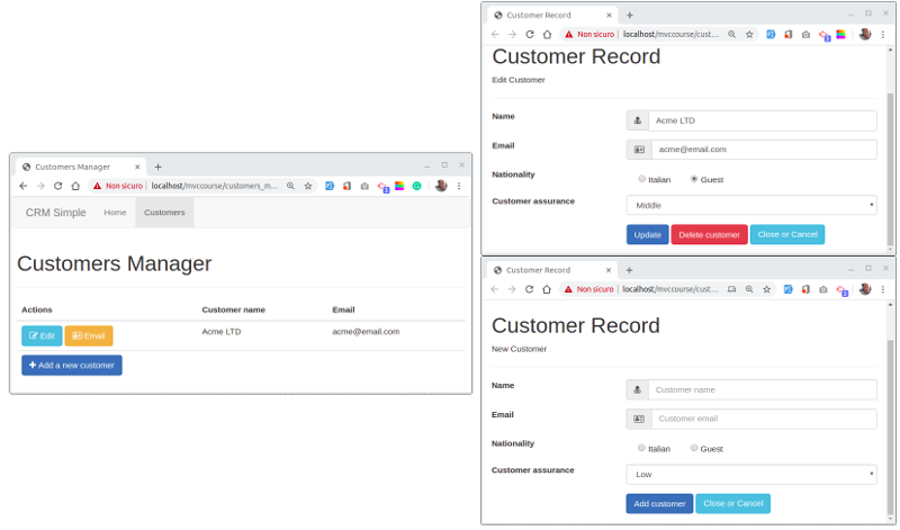 Customers Manager
Non sicuro | localhost/mvccourse/customers_m...
CRM Simple Home Customers
Customers Manager
Actions Customer name Email
Edit Email Acme LTD acme@email.com
Add a new customer
Customer Record
Non sicuro | localhost/mvccourse/cust...
Customer Record
Edit Customer
Name Acme LTD
Email acme@email.com
Nationality Italian Guest
Customer assurance Middle
Update Delete customer Close or Cancel
Customer Record
Non sicuro | localhost/mvccourse/cust...
Customer Record
New Customer
Name Customer name
Email Customer email
Nationality Italian Guest
Customer assurance Low
Add customer Close or Cancel